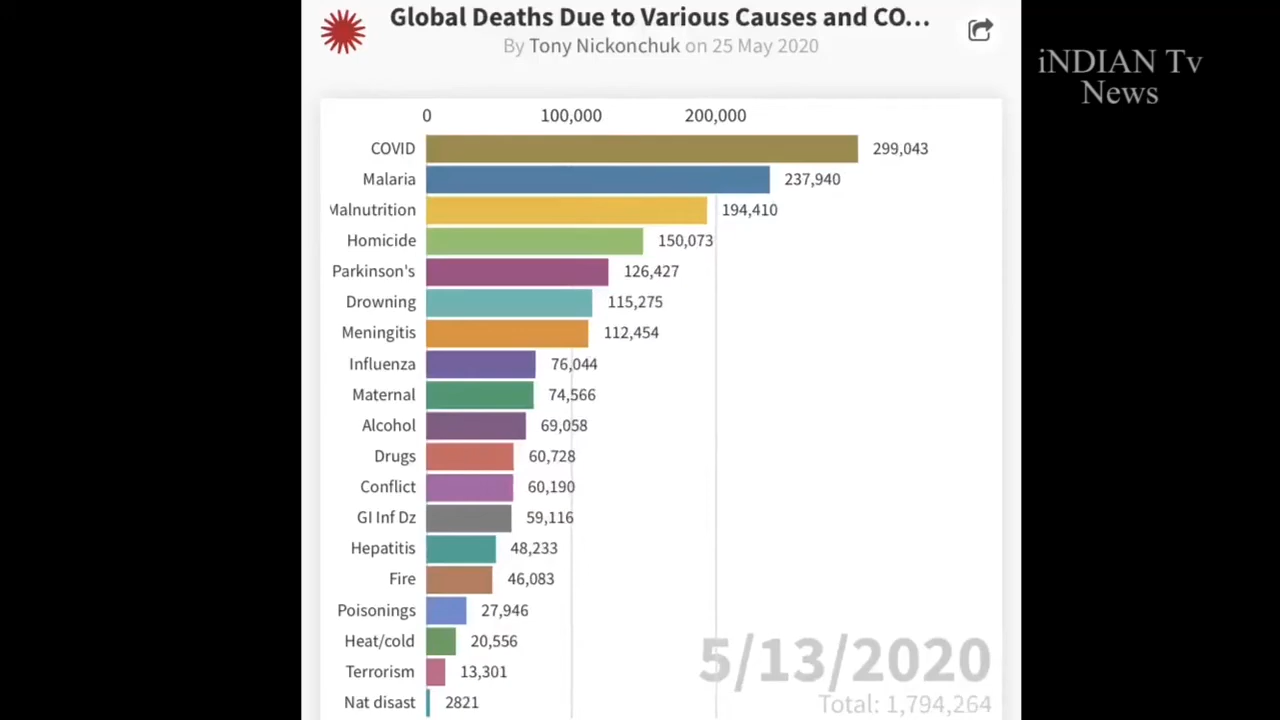 Global Deaths Due to Various Causes and CO...
By Tony Nickonchuk on 25 May 2020
iNDIAN Tv
News
0 100,000 200,000
COVID 299,043
Malaria 237,940
Malnutrition 194,410
Homicide 150,073
Parkinson's 126,427
Drowning 115,275
Meningitis 112,454
Influenza 76,044
Maternal 74,566
Alcohol 69,058
Drugs 60,728
Conflict 60,190
GI Inf Dz 59,116
Hepatitis 48,233
Fire 46,083
Poisonings 27,946
Heat/cold 20,556
Terrorism 13,301
Nat disast 2821
5/13/2020
Total: 1,794,264